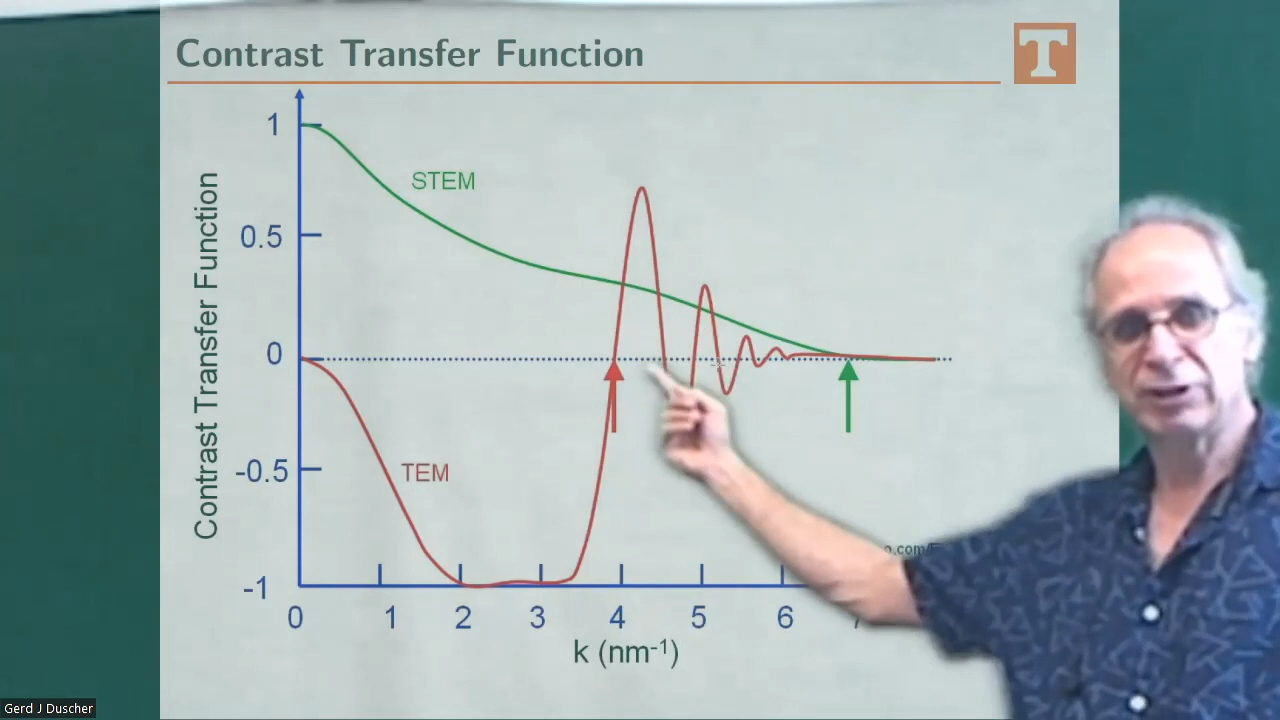 Contrast Transfer Function
T
Contrast Transfer Function
1
0.5
0
-0.5
-1
STEM
TEM
0 1 2 3 4 5 6
k (nm⁻¹)
Gerd J Duscher